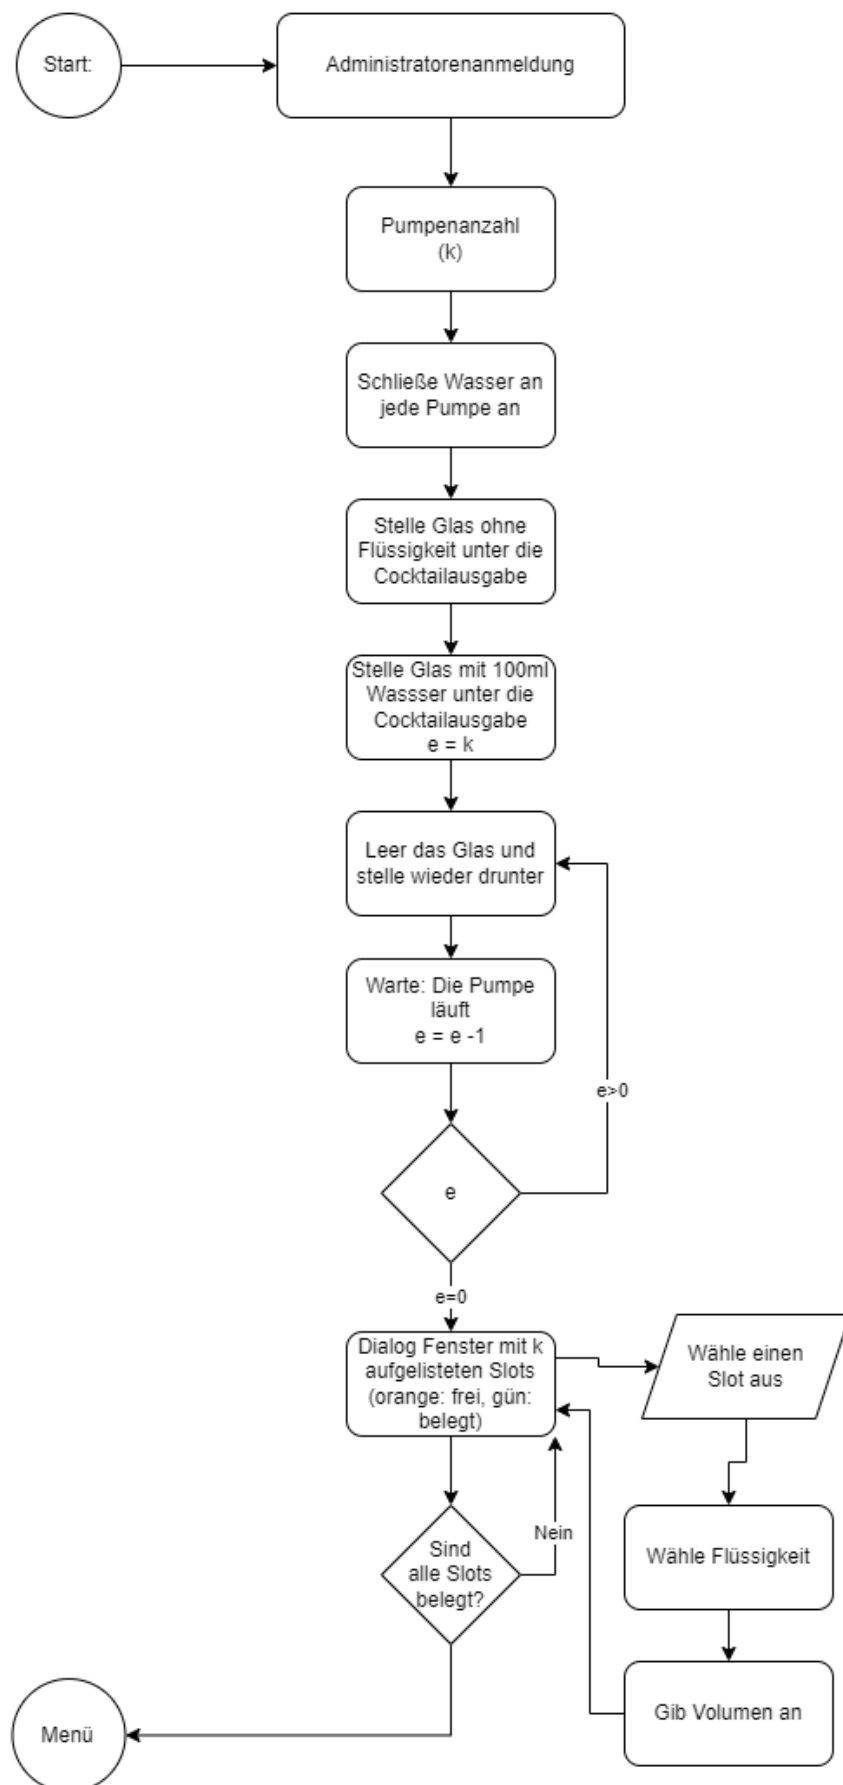 Start:
Administratorenanmeldung
Pumpenanzahl
(k)
Schließe Wasser an
jede Pumpe an
Stelle Glas ohne
Flüssigkeit unter die
Cocktailausgabe
Stelle Glas mit 100ml
Wassser unter die
Cocktailausgabe
e = k
Leer das Glas und
stelle wieder drunter
Warte: Die Pumpe
läuft
e = e -1
e>0
e
e=0
Dialog Fenster mit k
aufgelisteten Slots
(orange: frei, gün:
belegt)
Wähle einen
Slot aus
Wähle Flüssigkeit
Gib Volumen an
Nein
Sind
alle Slots
belegt?
Menü